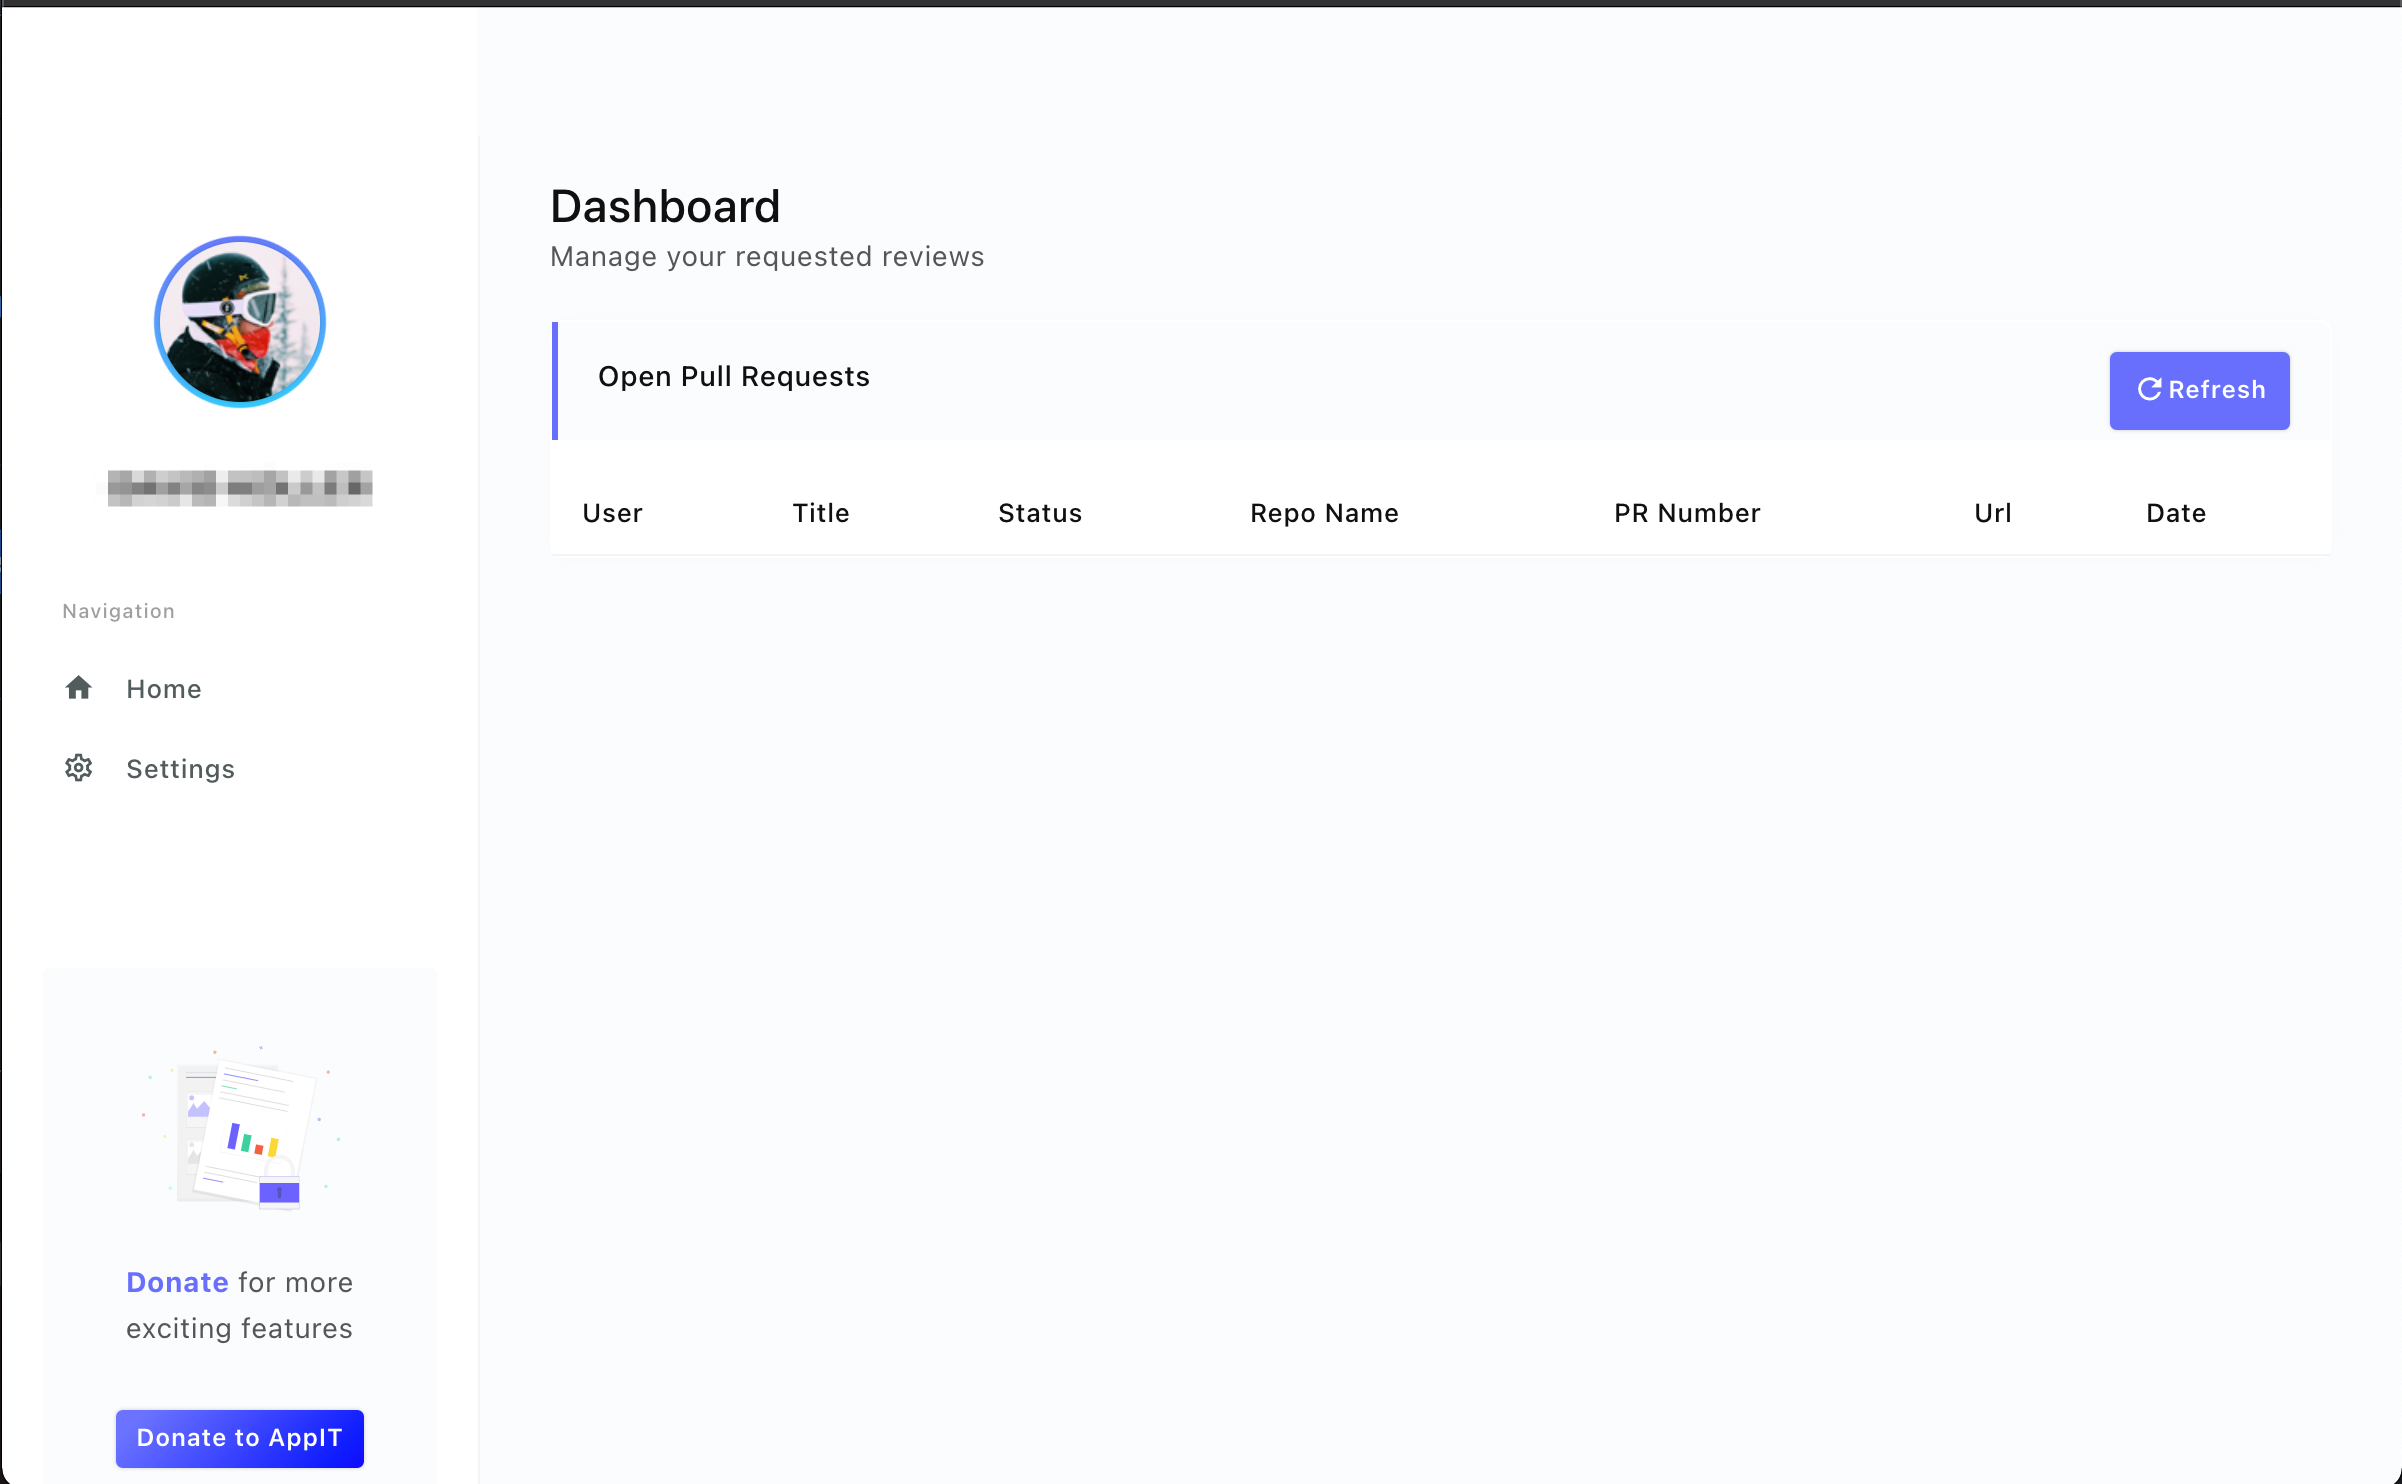 Dashboard
Manage your requested reviews
Open Pull Requests
Refresh
User Title Status Repo Name PR Number Url Date
Navigation
Home
Settings
Donate for more
exciting features
Donate to AppIT